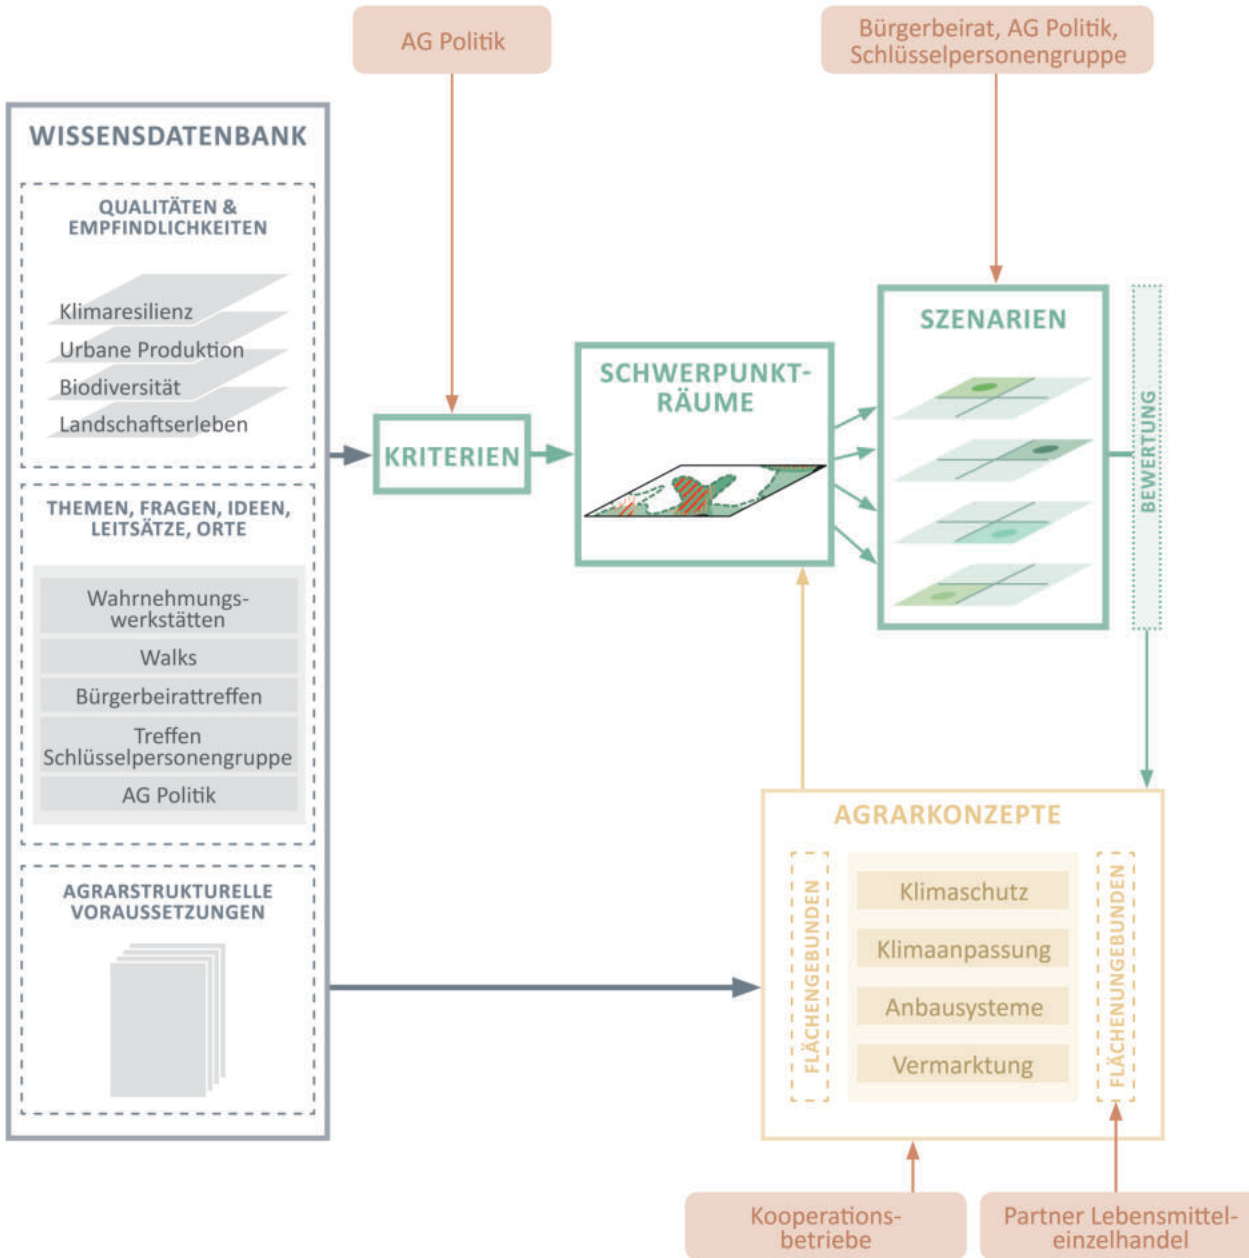 AG Politik
Bürgerbeirat, AG Politik,
Schlüsselpersonengruppe
WISSENSDATENBANK
QUALITÄTEN &
EMPFINDLICHKEITEN
Klimaresilienz
Urbane Produktion
Biodiversität
Landschaftserleben
THEMEN, FRAGEN, IDEEN,
LEITSÄTZE, ORTE
Wahrnehmungs-
werkstätten
Walks
Bürgerbeirattreffen
Treffen
Schlüsselpersonengruppe
AG Politik
AGRARSTRUKTURELLE
VORAUSSETZUNGEN
KRITERIEN
SCHWERPUNKT-
RÄUME
SZENARIEN
BEWERTUNG
AGRARKONZEPTE
FLÄCHENGEBUNDEN
Klimaschutz
Klimaanpassung
Anbausysteme
Vermarktung
FLÄCHENUNGEBUNDEN
Kooperations-
betriebe
Partner Lebensmittel-
einzelhandel